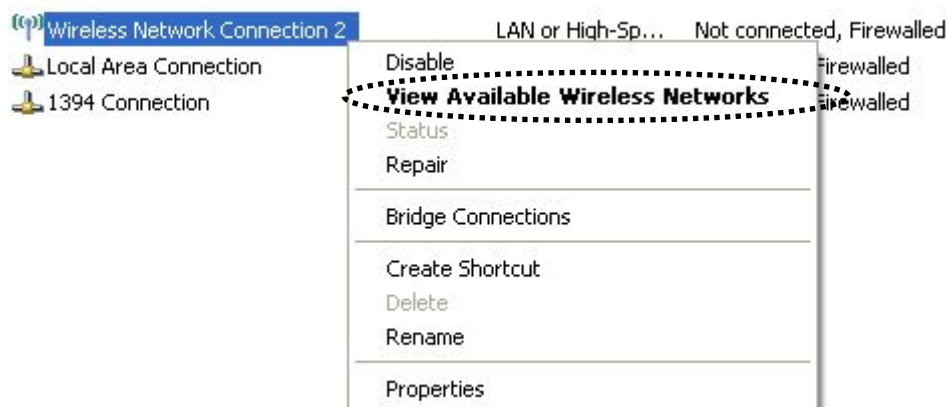 Wireless Network Connection 2 LAN or High-Sp... Not connected, Firewalled
Local Area Connection Firewalled
1394 Connection Firewalled
Disable
View Available Wireless Networks
Status
Repair
Bridge Connections
Create Shortcut
Delete
Rename
Properties